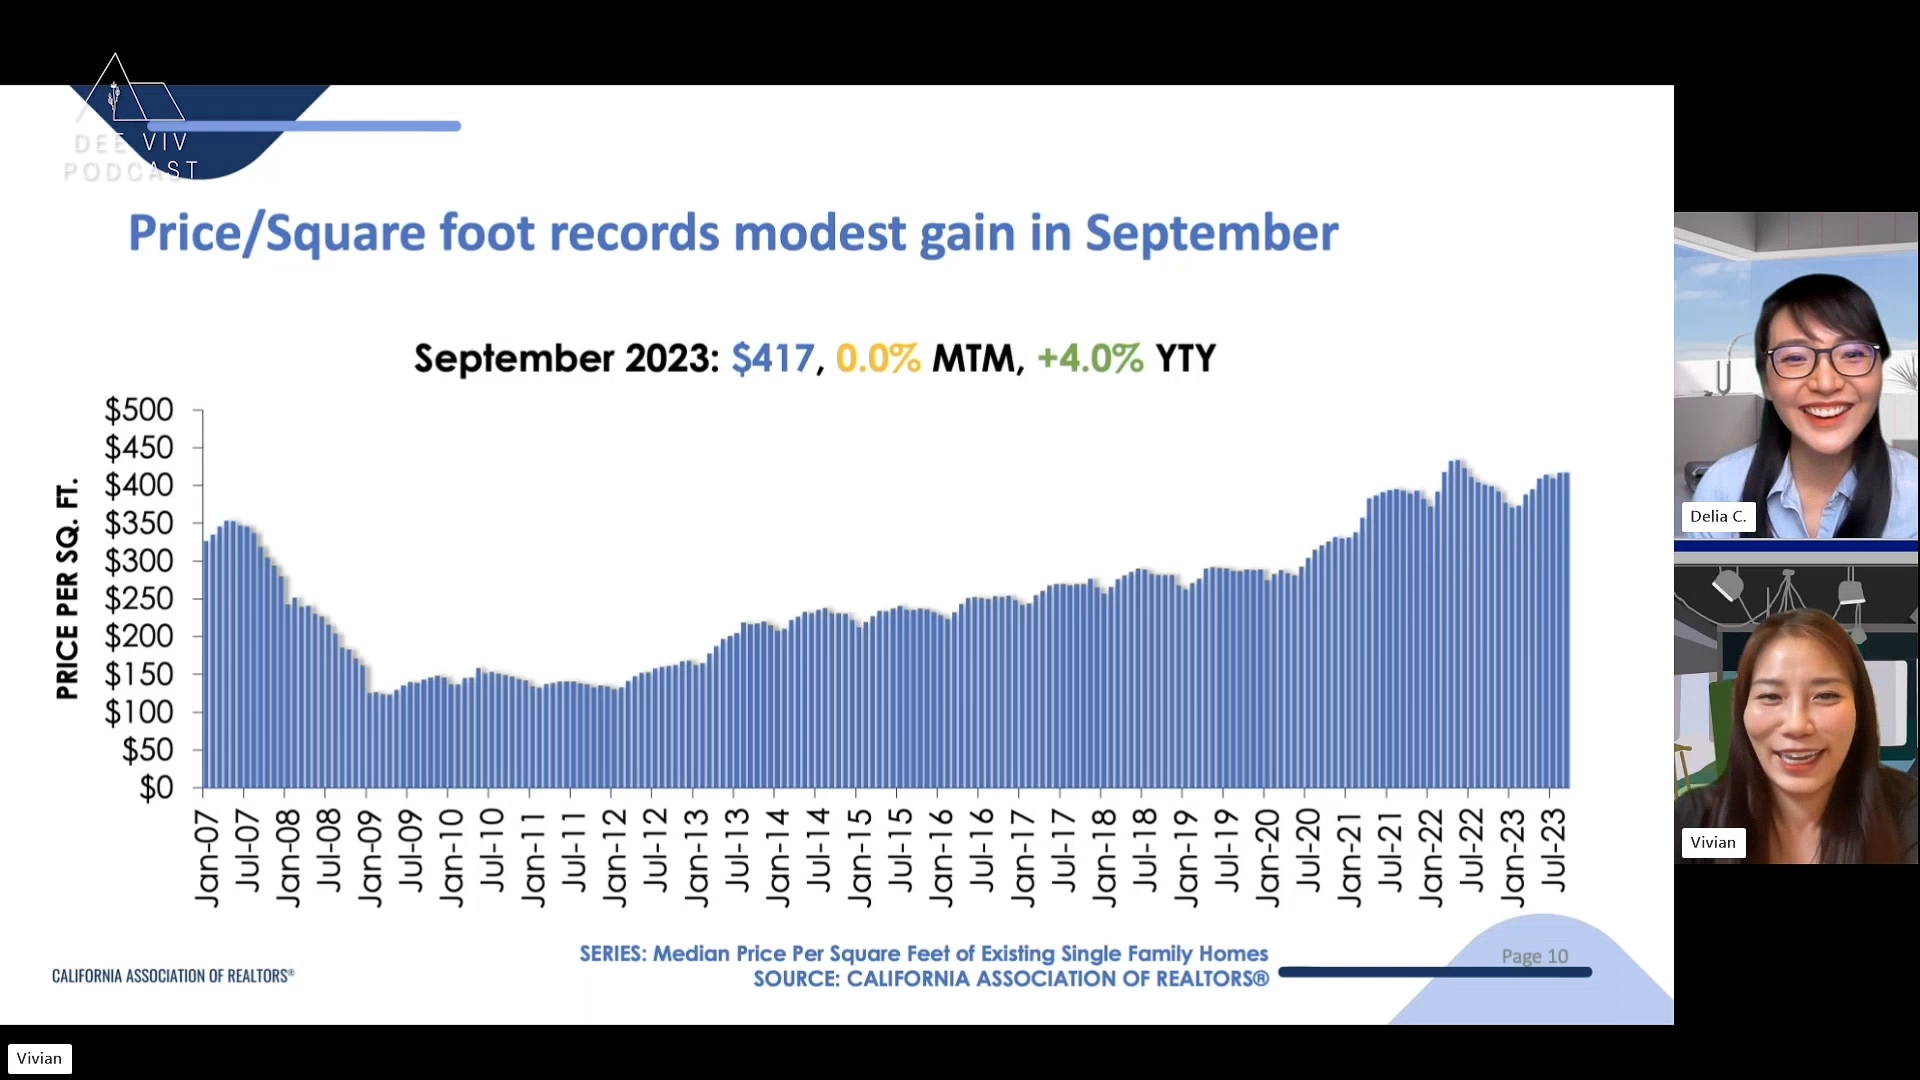 DEE VIV
PODCAST
Price/Square foot records modest gain in September
September 2023: $417, 0.0% MTM, +4.0% YTY
PRICE PER SQ. FT.
$500
$450
$400
$350
$300
$250
$200
$150
$100
$50
$0
Jan-07
Jul-07
Jan-08
Jul-08
Jan-09
Jul-09
Jan-10
Jul-10
Jan-11
Jul-11
Jan-12
Jul-12
Jan-13
Jul-13
Jan-14
Jul-14
Jan-15
Jul-15
Jan-16
Jul-16
Jan-17
Jul-17
Jan-18
Jul-18
Jan-19
Jul-19
Jan-20
Jul-20
Jan-21
Jul-21
Jan-22
Jul-22
Jan-23
Jul-23
SERIES: Median Price Per Square Feet of Existing Single Family Homes
SOURCE: CALIFORNIA ASSOCIATION OF REALTORS®
CALIFORNIA ASSOCIATION OF REALTORS®
Page 10
Delia C.
Vivian
Vivian